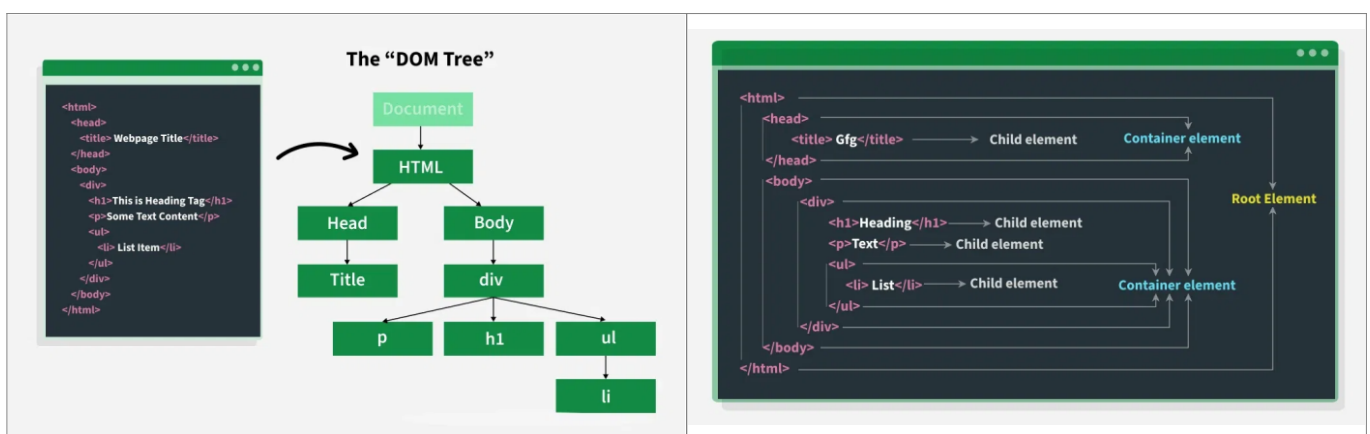 The “DOM Tree”
<html>
<head>
<title> Webpage Title</title>
</head>
<body>
<div>
<h1>This is Heading Tag</h1>
<p>Some Text Content</p>
<ul>
<li> List Item</li>
</ul>
</div>
</body>
</html>
Document
HTML
Head Body
Title div
p h1 ul
li
<html>
<head>
<title> Gfg</title> Child element Container element
</head>
<body>
Root Element
<div>
<h1>Heading</h1> Child element
<p>Text</p> Child element
<ul>
<li> List</li> Child element Container element
</ul>
</div>
</body>
</html>